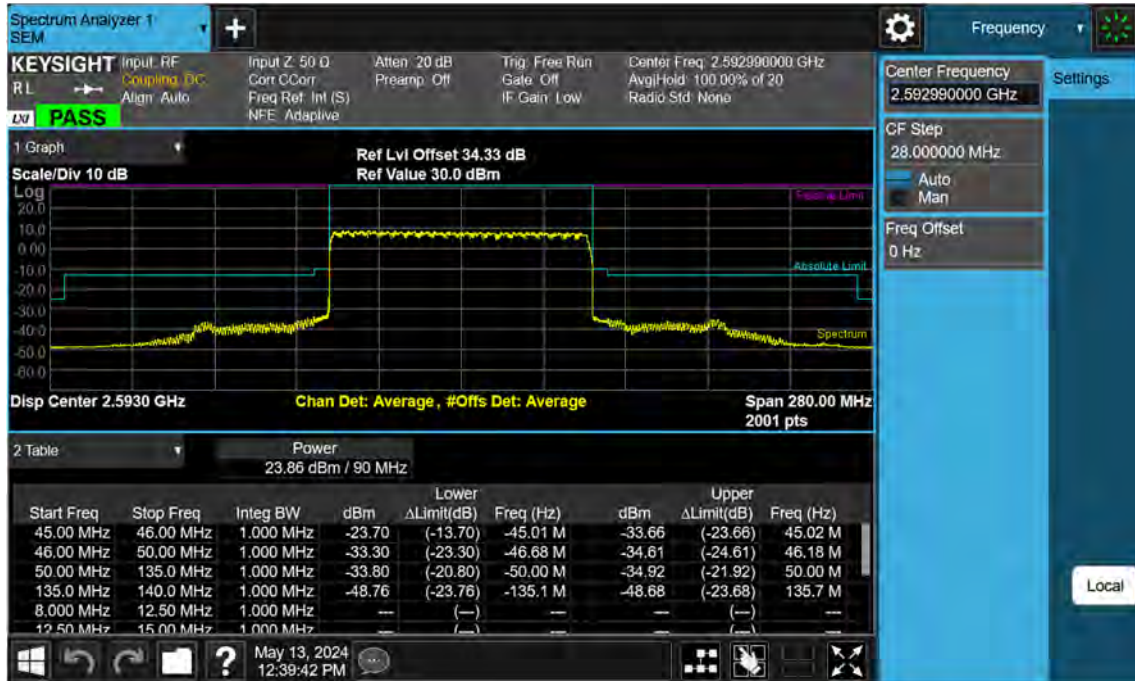 Spectrum Analyzer 1
SEM
Frequency
KEYSIGHT
RL
LXI
PASS
Input: RF
Coupling: DC
Align: Auto
Input Z: 50 Ω
Corr CCorr
Freq Ref: Int (S)
NFE: Adaptive
Atten: 20 dB
Preamp: Off
Trig: Free Run
Gate: Off
IF Gain: Low
Center Freq: 2.592990000 GHz
Avg|Hold: 100.00% of 20
Radio Std: None
Center Frequency
2.592990000 GHz
Settings
CF Step
28.000000 MHz
Auto
Man
Freq Offset
0 Hz
Local
1 Graph
Scale/Div 10 dB
Ref Lvl Offset 34.33 dB
Ref Value 30.0 dBm
Log
20.0
10.0
0.00
-10.0
-20.0
-30.0
-40.0
-50.0
-60.0
Absolute Limit
Spectrum
Disp Center 2.5930 GHz
Chan Det: Average, #Offs Det: Average
Span 280.00 MHz
2001 pts
2 Table
Power
23.86 dBm / 90 MHz
Lower Upper
Start Freq Stop Freq Integ BW dBm ΔLimit(dB) Freq (Hz) dBm ΔLimit(dB) Freq (Hz)
45.00 MHz 46.00 MHz 1.000 MHz -23.70 (-13.70) -45.01 M -33.66 (-23.66) 45.02 M
46.00 MHz 50.00 MHz 1.000 MHz -33.30 (-23.30) -46.68 M -34.61 (-24.61) 46.18 M
50.00 MHz 135.0 MHz 1.000 MHz -33.80 (-20.80) -50.00 M -34.92 (-21.92) 50.00 M
135.0 MHz 140.0 MHz 1.000 MHz -48.76 (-23.76) -135.1 M -48.68 (-23.68) 135.7 M
8.000 MHz 12.50 MHz 1.000 MHz --- (---) --- --- (---) ---
12.50 MHz 15.00 MHz 1.000 MHz --- (---) --- --- (---) ---
May 13, 2024
12:39:42 PM